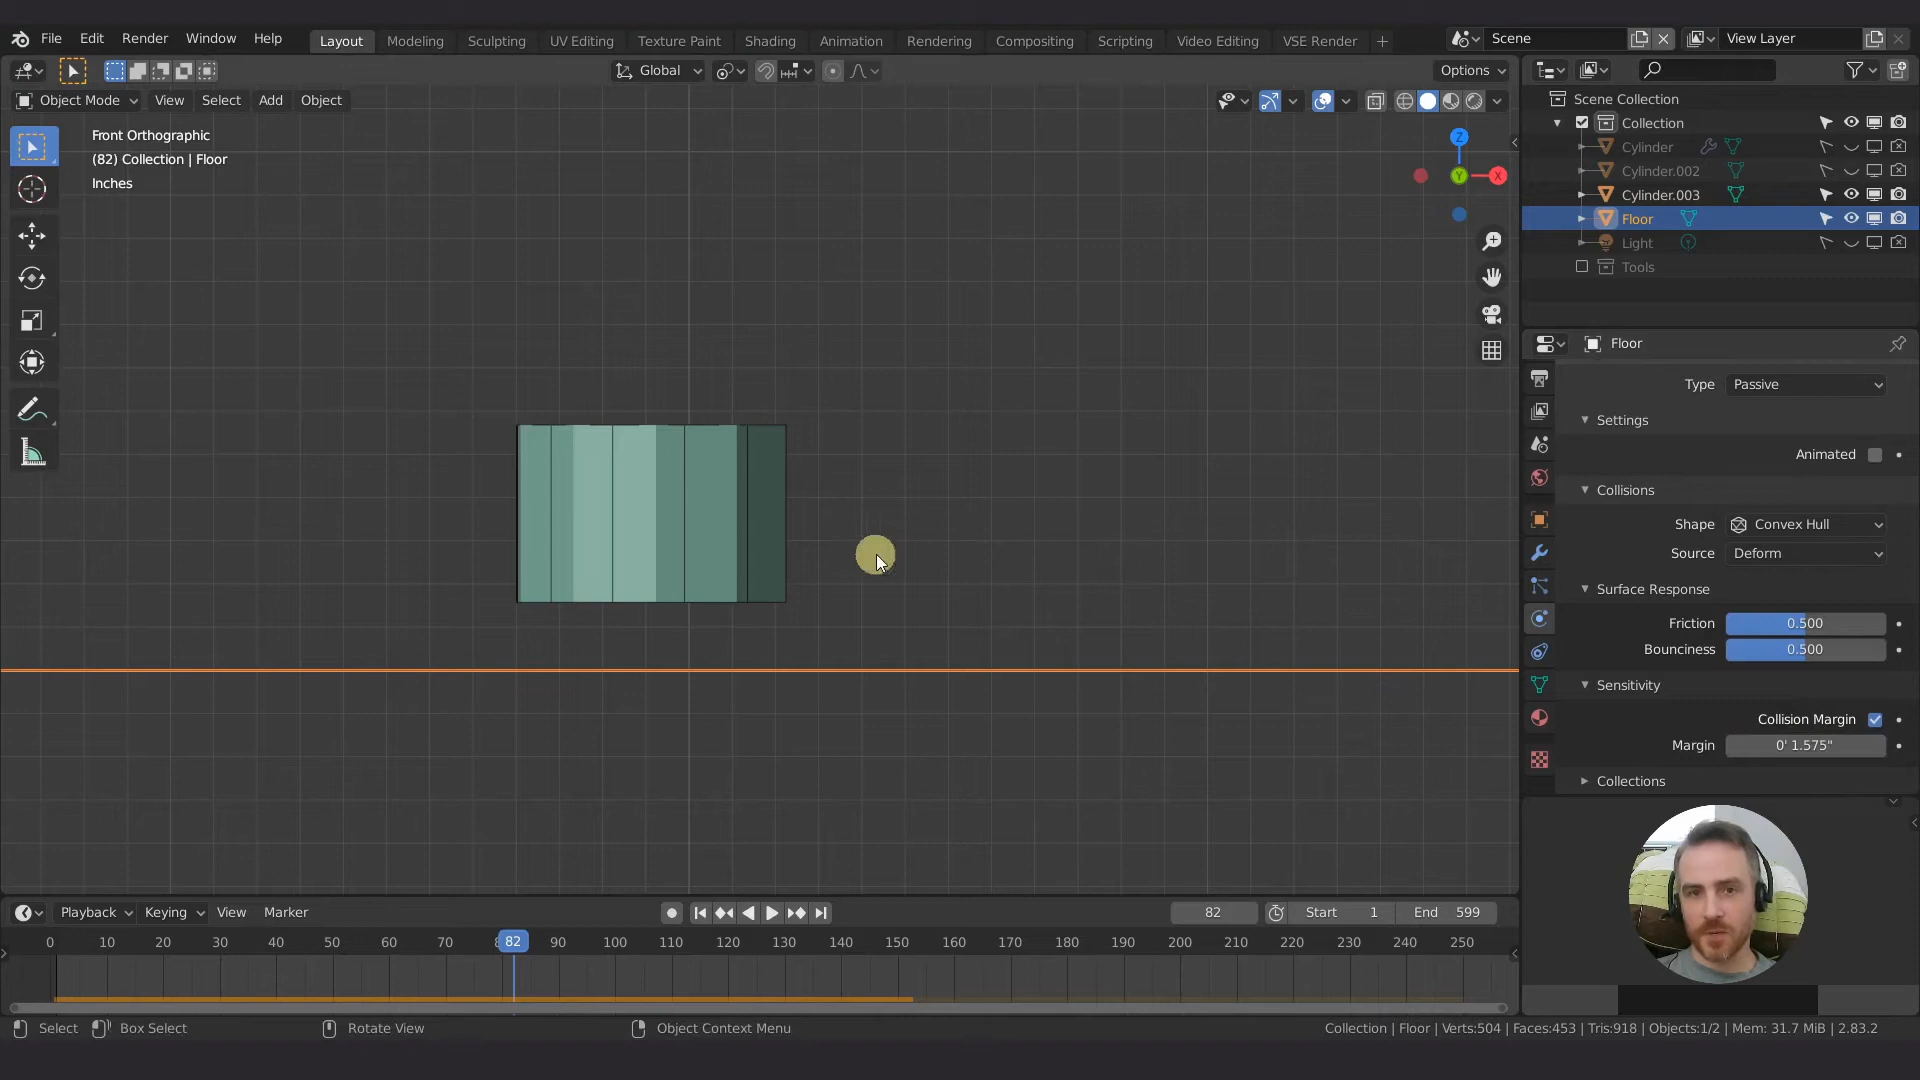 File Edit Render Window Help Layout Modeling Sculpting UV Editing Texture Paint Shading Animation Rendering Compositing Scripting Video Editing VSE Render + Scene View Layer
Global Options
Object Mode View Select Add Object
Front Orthographic
(82) Collection | Floor
Inches
Z
Y
X
Scene Collection
Collection
Cylinder
Cylinder.002
Cylinder.003
Floor
Light
Tools
Floor
Type Passive
Settings
Animated
Collisions
Shape Convex Hull
Source Deform
Surface Response
Friction 0.500
Bounciness 0.500
Sensitivity
Collision Margin
Margin 0' 1.575"
Collections
Playback Keying View Marker 82 Start 1 End 599
0 10 20 30 40 50 60 70 82 90 100 110 120 130 140 150 160 170 180 190 200 210 220 230 240 250
Select Box Select Rotate View Object Context Menu Collection | Floor | Verts:504 | Faces:453 | Tris:918 | Objects:1/2 | Mem: 31.7 MiB | 2.83.2